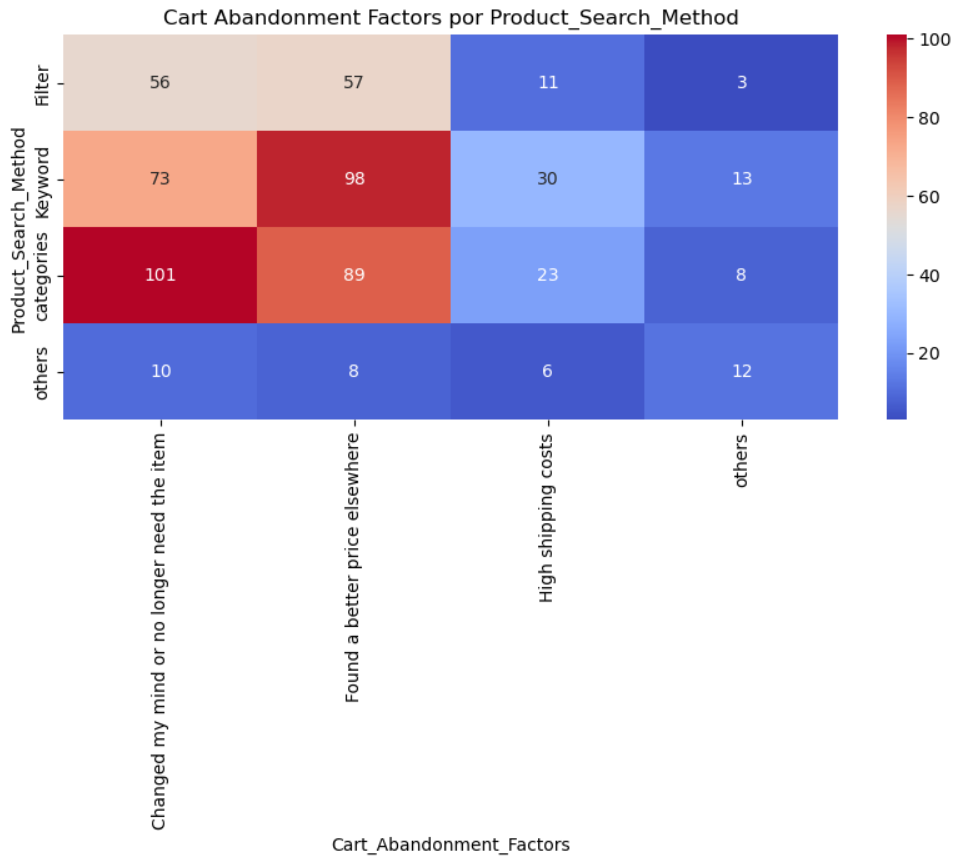 Cart Abandonment Factors por Product_Search_Method
Product_Search_Method
Filter
56 57 11 3
Keyword
73 98 30 13
categories
101 89 23 8
others
10 8 6 12
100
80
60
40
20
Changed my mind or no longer need the item
Found a better price elsewhere
High shipping costs
others
Cart_Abandonment_Factors